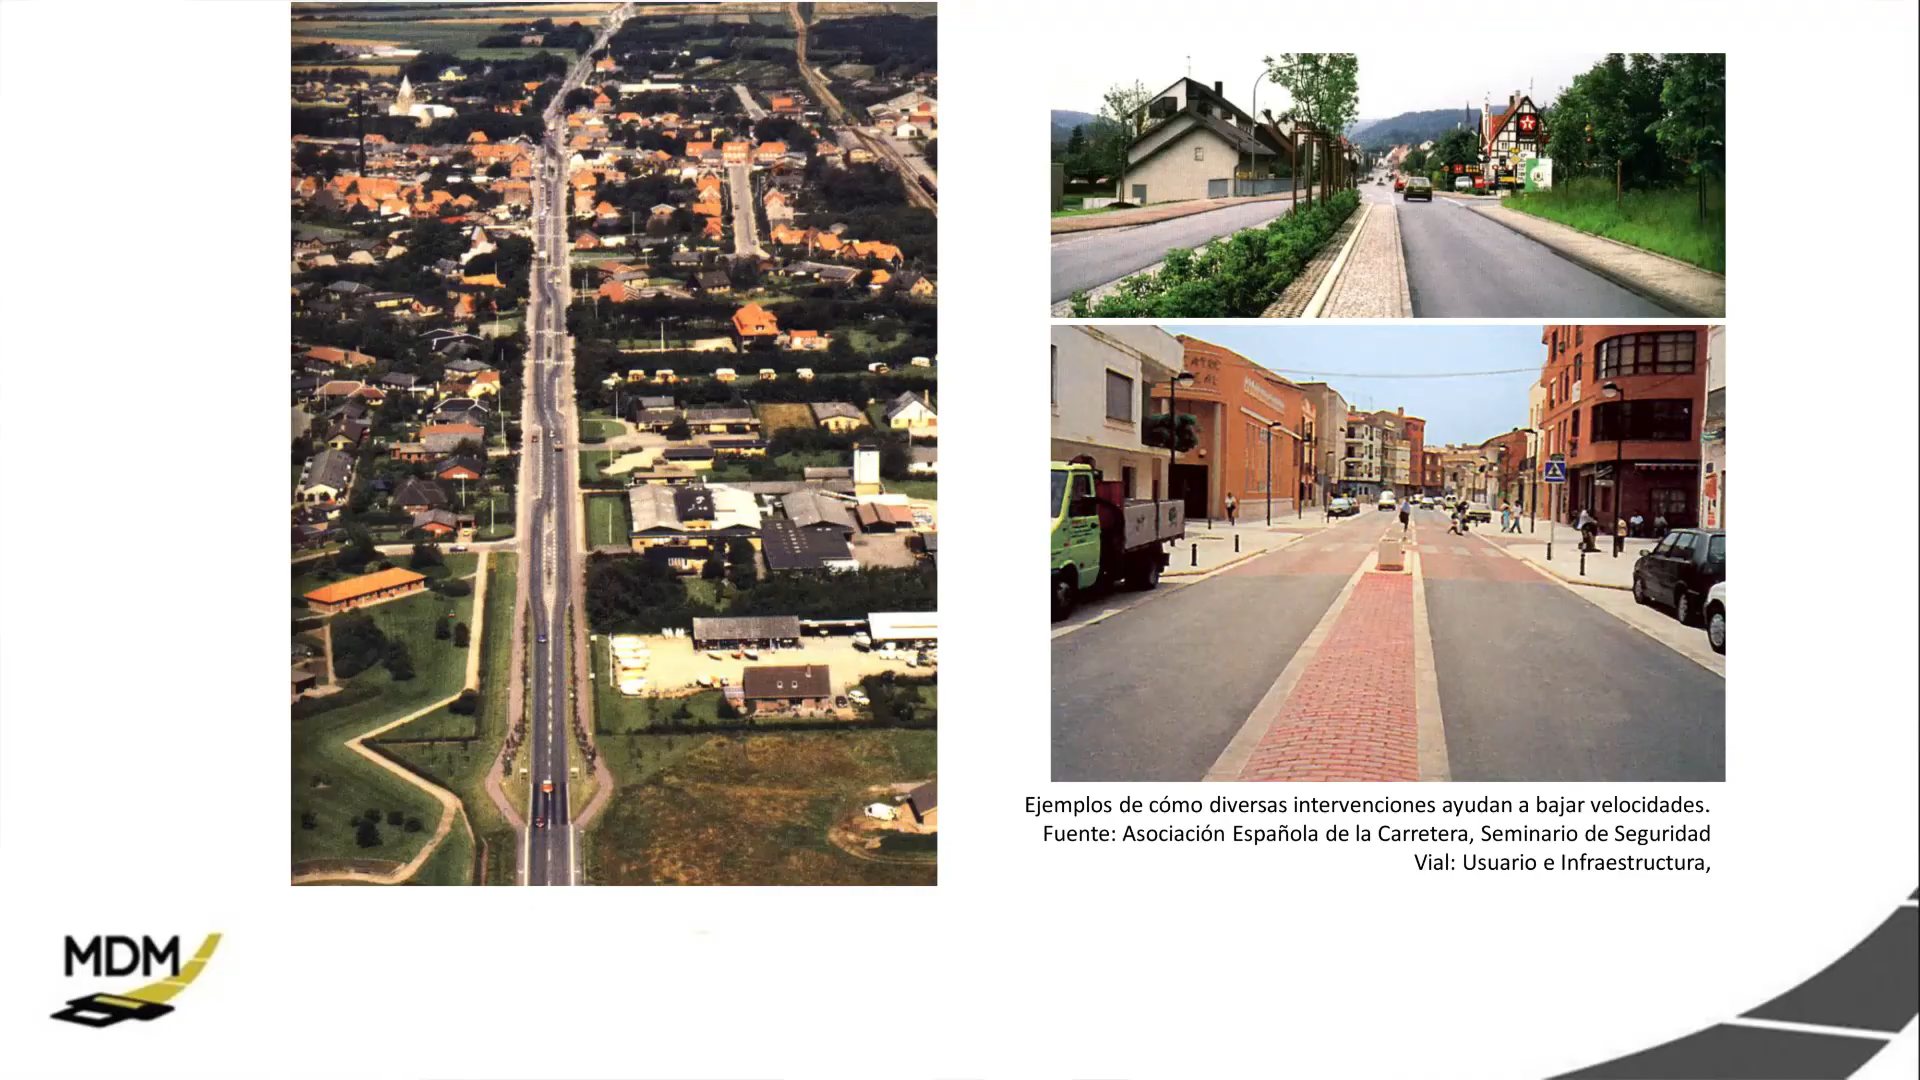 Ejemplos de cómo diversas intervenciones ayudan a bajar velocidades.
Fuente: Asociación Española de la Carretera, Seminario de Seguridad
Vial: Usuario e Infraestructura,
MDM